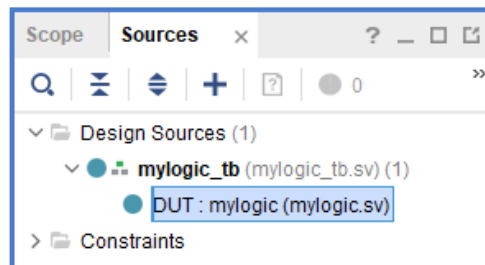 Scope Sources × ?
0 »
Design Sources (1)
mylogic_tb (mylogic_tb.sv) (1)
DUT : mylogic (mylogic.sv)
Constraints